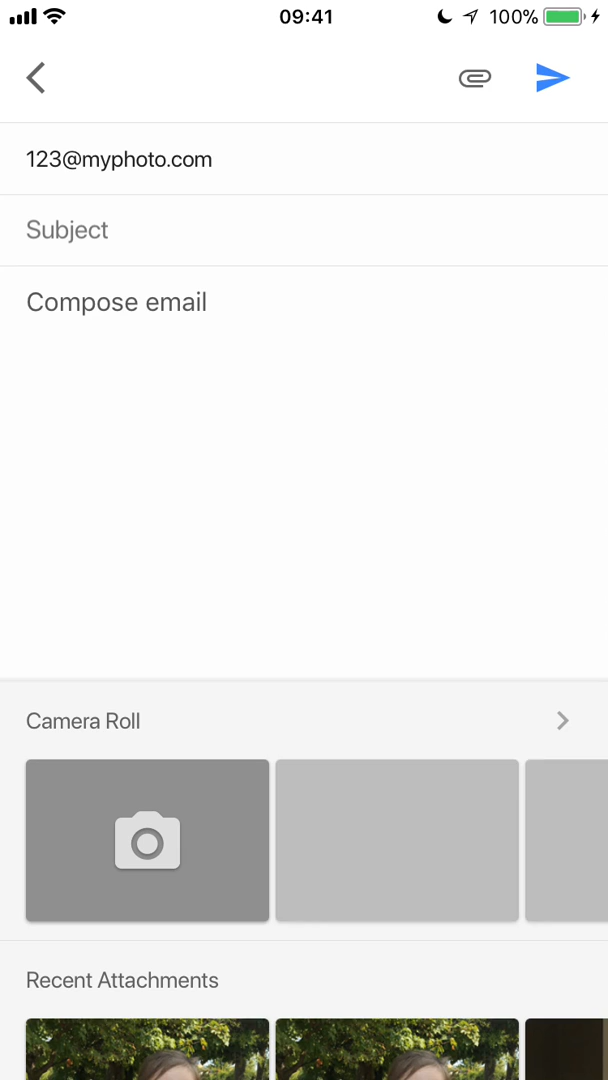 09:41
100%
123@myphoto.com
Subject
Compose email
Camera Roll
Recent Attachments